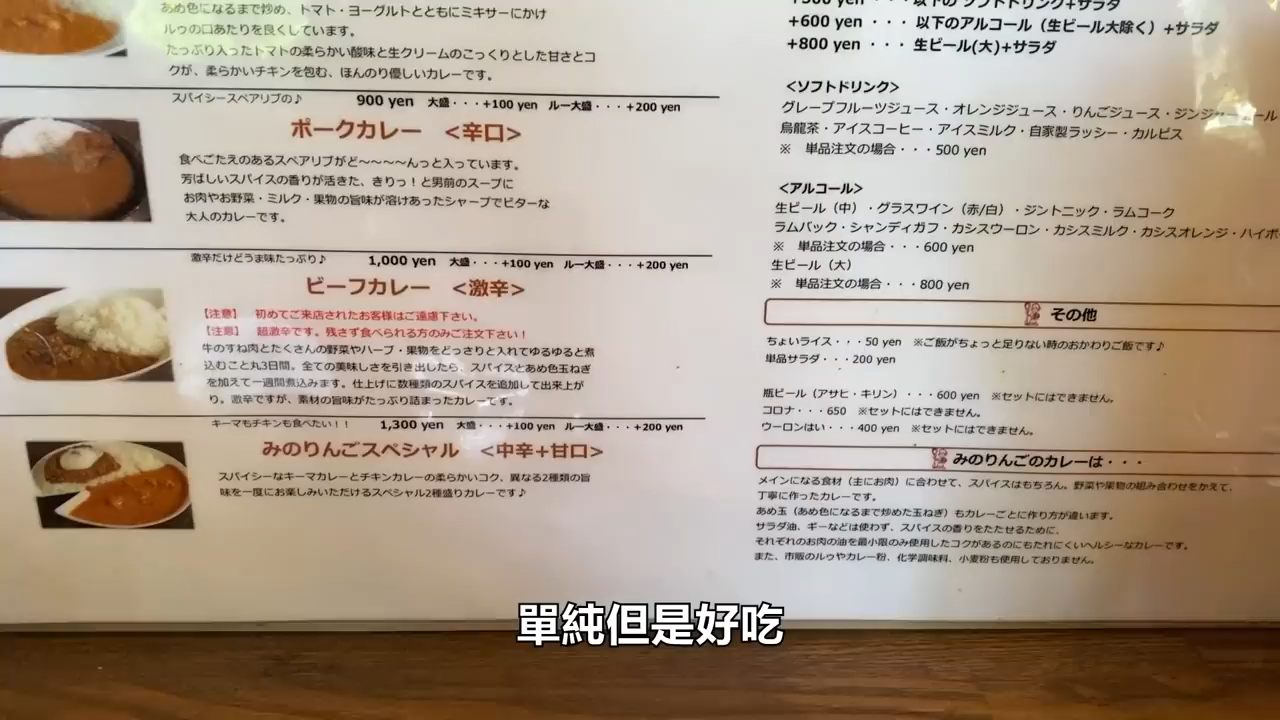 あめ色になるまで炒め、トマト・ヨーグルトとともにミキサーにかけ
ルゥの口あたりを良くしています。
たっぷり入ったトマトの柔らかい酸味と生クリームのこっくりとした甘さとコ
クが、柔らかいチキンを包む、ほんのり優しいカレーです。
スパイシースペアリブの♪ 900 yen 大盛・・・+100 yen ルー大盛・・・+200 yen
ポークカレー <辛口>
食べごたえのあるスペアリブがど〜〜〜〜んっと入っています。
芳ばしいスパイスの香りが活きた、きりっ！と男前のスープに
お肉やお野菜・ミルク・果物の旨味が溶けあったシャープでビターな
大人のカレーです。
激辛だけどうま味たっぷり♪ 1,000 yen 大盛・・・+100 yen ルー大盛・・・+200 yen
ビーフカレー <激辛>
【注意】 初めてご来店されたお客様はご遠慮下さい。
【注意】 超激辛です。残さず食べられる方のみご注文下さい！
牛のすね肉とたくさんの野菜やハーブ・果物をどっさりと入れてゆるゆると煮
込むこと丸3日間。全ての美味しさを引き出したら、スパイスとあめ色玉ねぎ
を加えて一週間煮込みます。仕上げに数種類のスパイスを追加して出来上が
り。激辛ですが、素材の旨味がたっぷり詰まったカレーです。
キーマもチキンも食べたい！！ 1,300 yen 大盛・・・+100 yen ルー大盛・・・+200 yen
みのりんごスペシャル <中辛+甘口>
スパイシーなキーマカレーとチキンカレーの柔らかいコク、異なる2種類の旨
味を一度にお楽しみいただけるスペシャル2種盛りカレーです♪
+500 yen ・・・以下の ソフトドリンク+サラダ
+600 yen ・・・ 以下のアルコール（生ビール大除く）+サラダ
+800 yen ・・・ 生ビール(大)+サラダ
<ソフトドリンク>
グレープフルーツジュース・オレンジジュース・りんごジュース・ジンジャーエール
烏龍茶・アイスコーヒー・アイスミルク・自家製ラッシー・カルピス
※ 単品注文の場合・・・500 yen
<アルコール>
生ビール（中）・グラスワイン（赤/白）・ジントニック・ラムコーク
ラムバック・シャンディガフ・カシスウーロン・カシスミルク・カシスオレンジ・ハイボ
※ 単品注文の場合・・・600 yen
生ビール（大）
※ 単品注文の場合・・・800 yen
その他
ちょいライス・・・50 yen ※ご飯がちょっと足りない時のおかわりご飯です♪
単品サラダ・・・200 yen
瓶ビール（アサヒ・キリン）・・・600 yen ※セットにはできません。
コロナ・・・650 ※セットにはできません。
ウーロンはい・・・400 yen ※セットにはできません。
みのりんごのカレーは・・・
メインになる食材（主にお肉）に合わせて、スパイスはもちろん。野菜や果物の組み合わせをかえて、
丁寧に作ったカレーです。
あめ玉（あめ色になるまで炒めた玉ねぎ）もカレーごとに作り方が違います。
サラダ油、ギーなどは使わず、スパイスの香りをたたせるために、
それぞれのお肉の油を最小限のみ使用したコクがあるのにもたれにくいヘルシーなカレーです。
また、市販のルゥやカレー粉、化学調味料、小麦粉も使用しておりません。
單純但是好吃